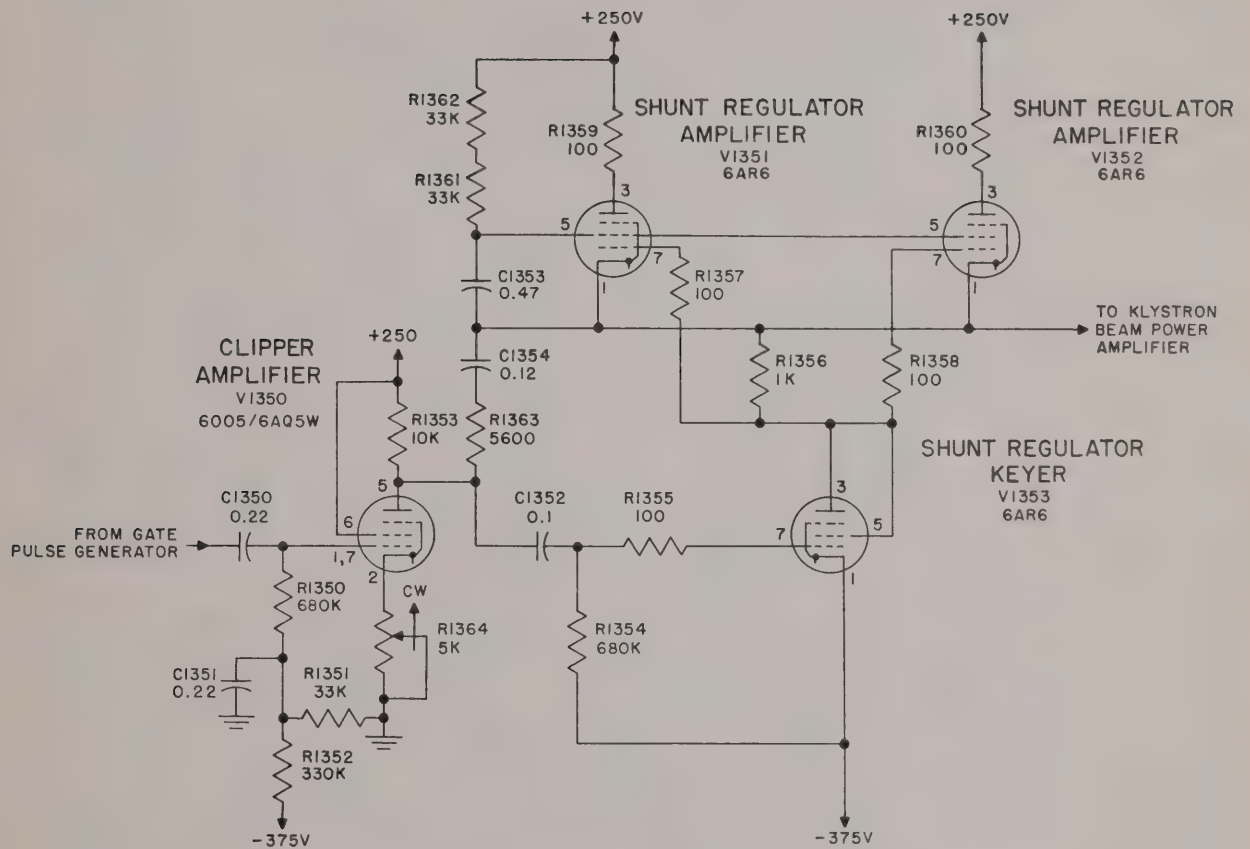 +250V
+250V
R1362
33K
SHUNT REGULATOR
AMPLIFIER
V1351
6AR6
R1359
100
SHUNT REGULATOR
AMPLIFIER
V1352
6AR6
R1360
100
R1361
33K
3
3
5
7
5
7
C1353
0.47
1
R1357
100
1
TO KLYSTRON
BEAM POWER
AMPLIFIER
CLIPPER
AMPLIFIER
V1350
6005/6AQ5W
+250
C1354
0.12
R1356
1K
R1358
100
R1353
10K
R1363
5600
SHUNT REGULATOR
KEYER
V1353
6AR6
C1350
0.22
5
C1352
0.1
R1355
100
3
FROM GATE
PULSE GENERATOR
6
1,7
2
7
5
1
R1350
680K
CW
R1364
5K
R1354
680K
C1351
0.22
R1351
33K
R1352
330K
-375V
-375V